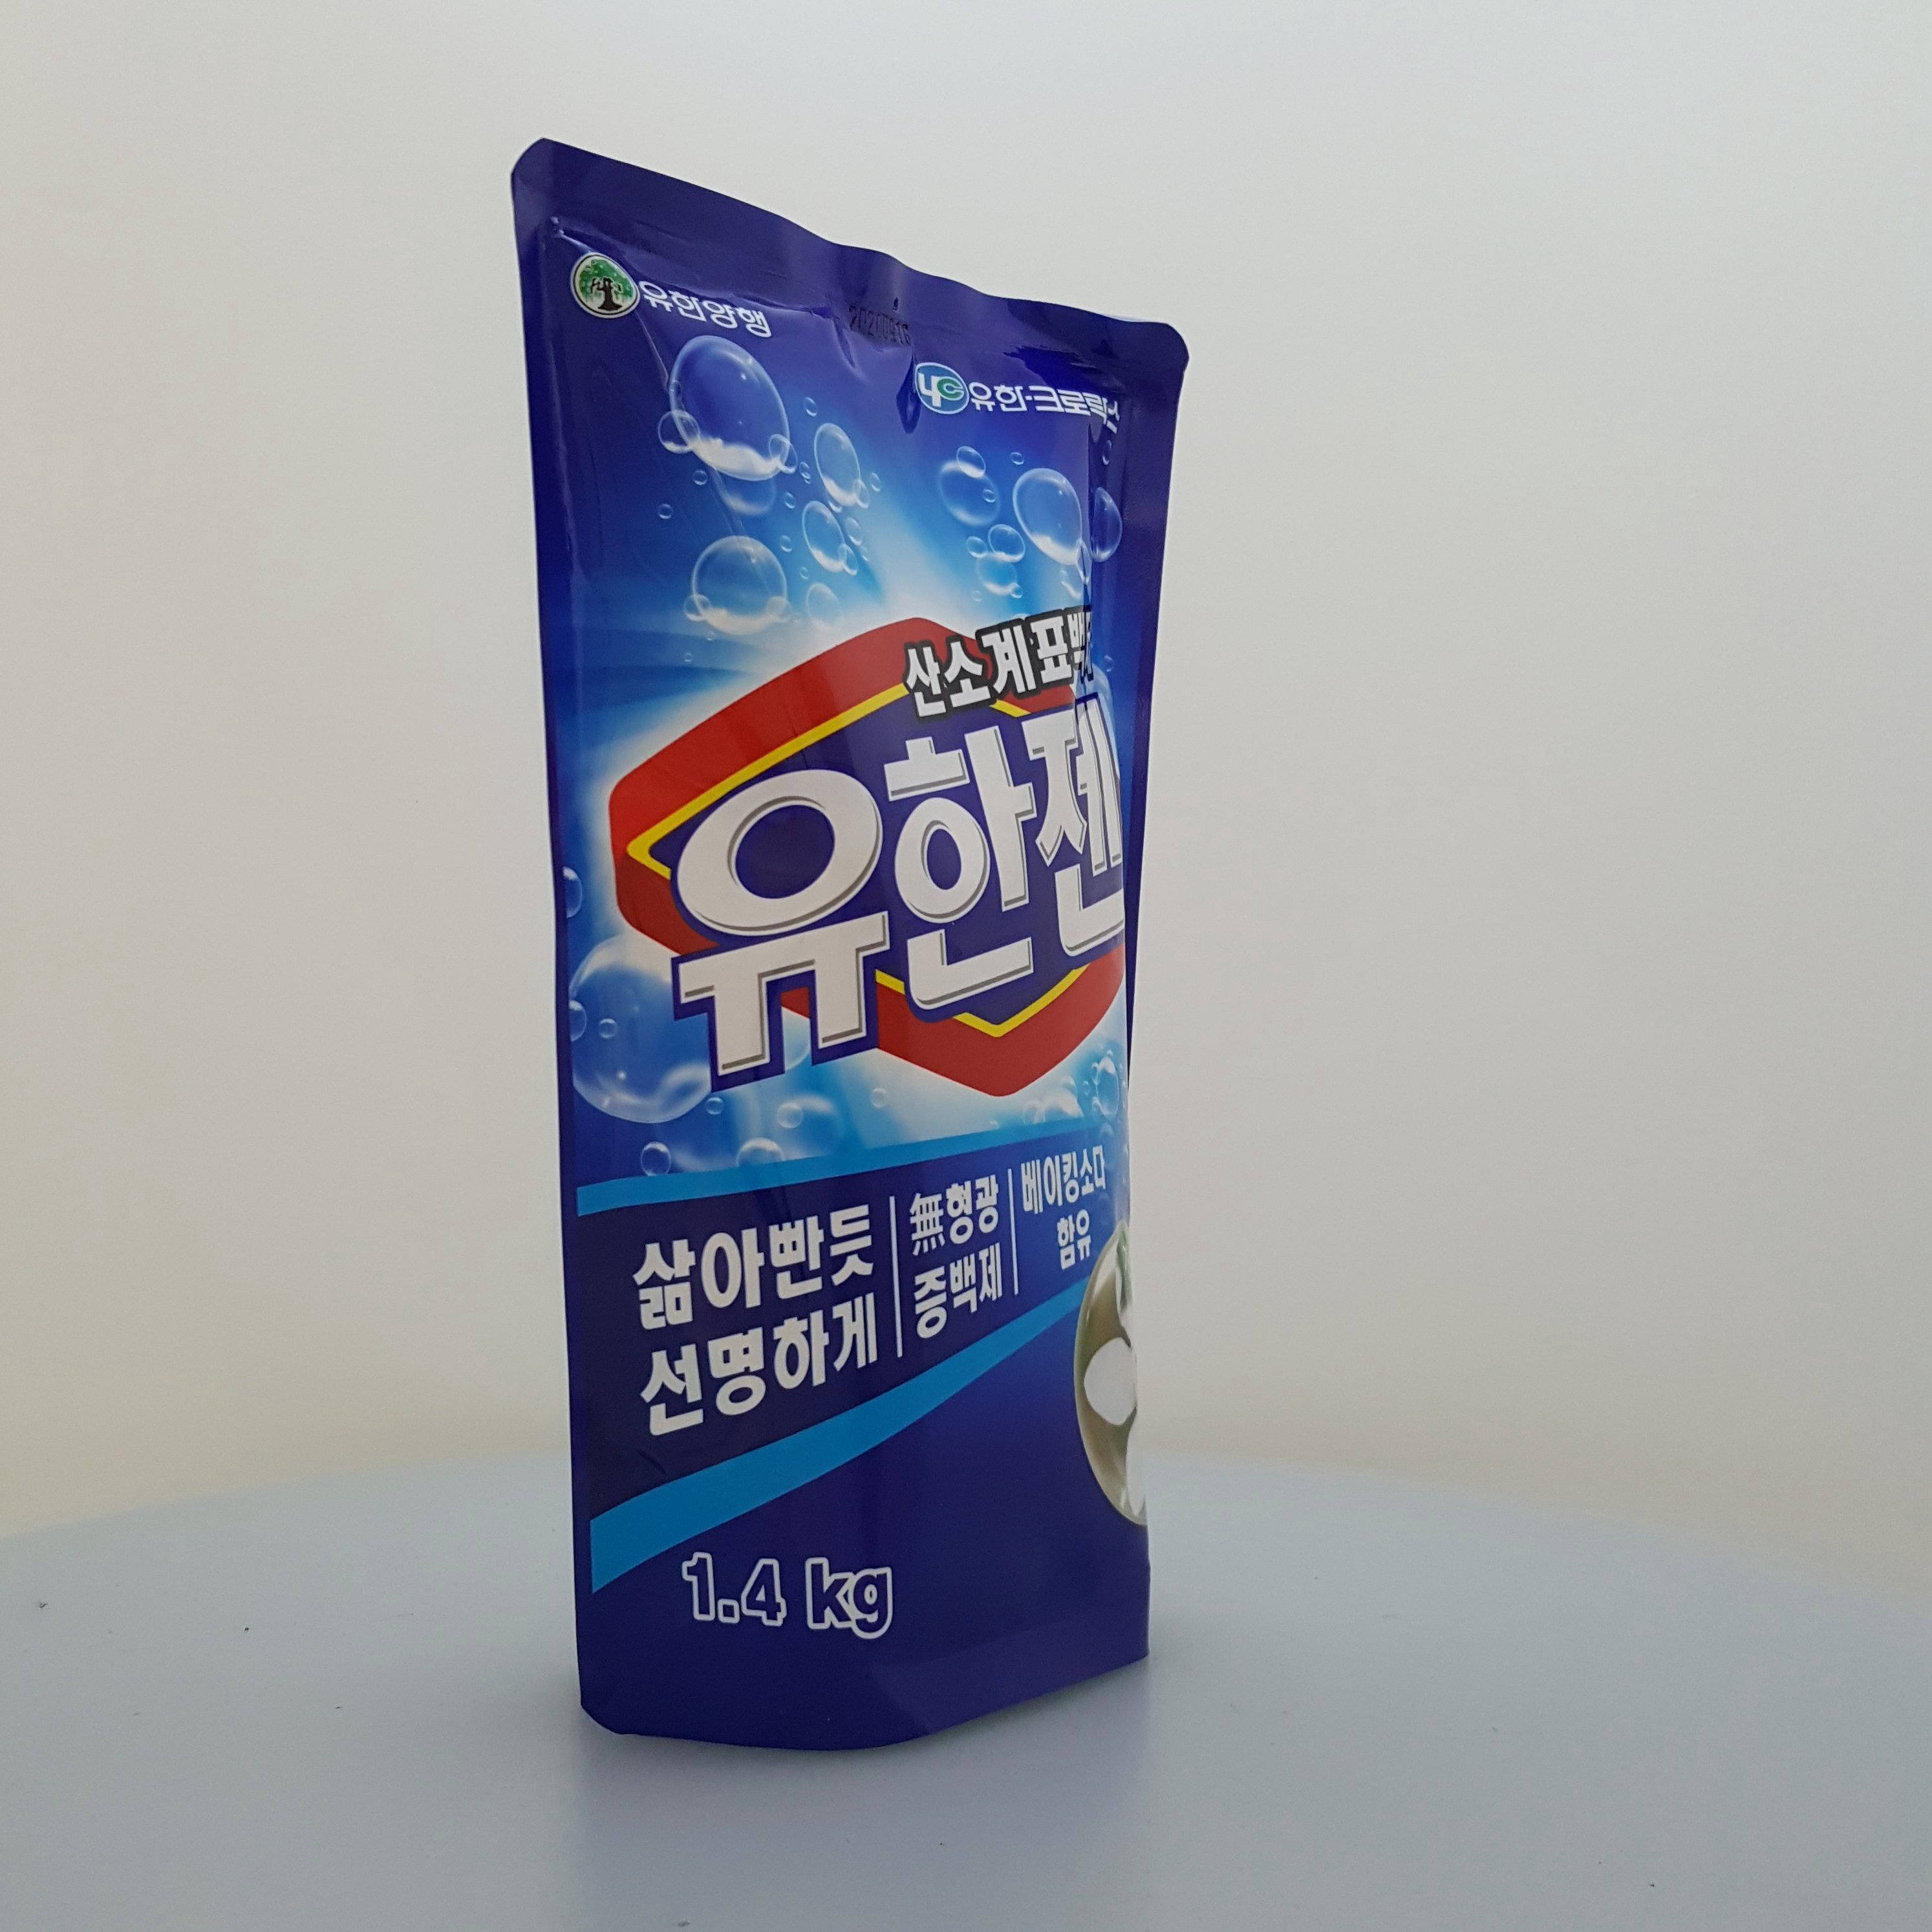 유한양행
20200916
유한·크로락스
산소계표백제
유한젠
삶아빤듯
선명하게
無형광
증백제
베이킹소다
함유
1.4 kg